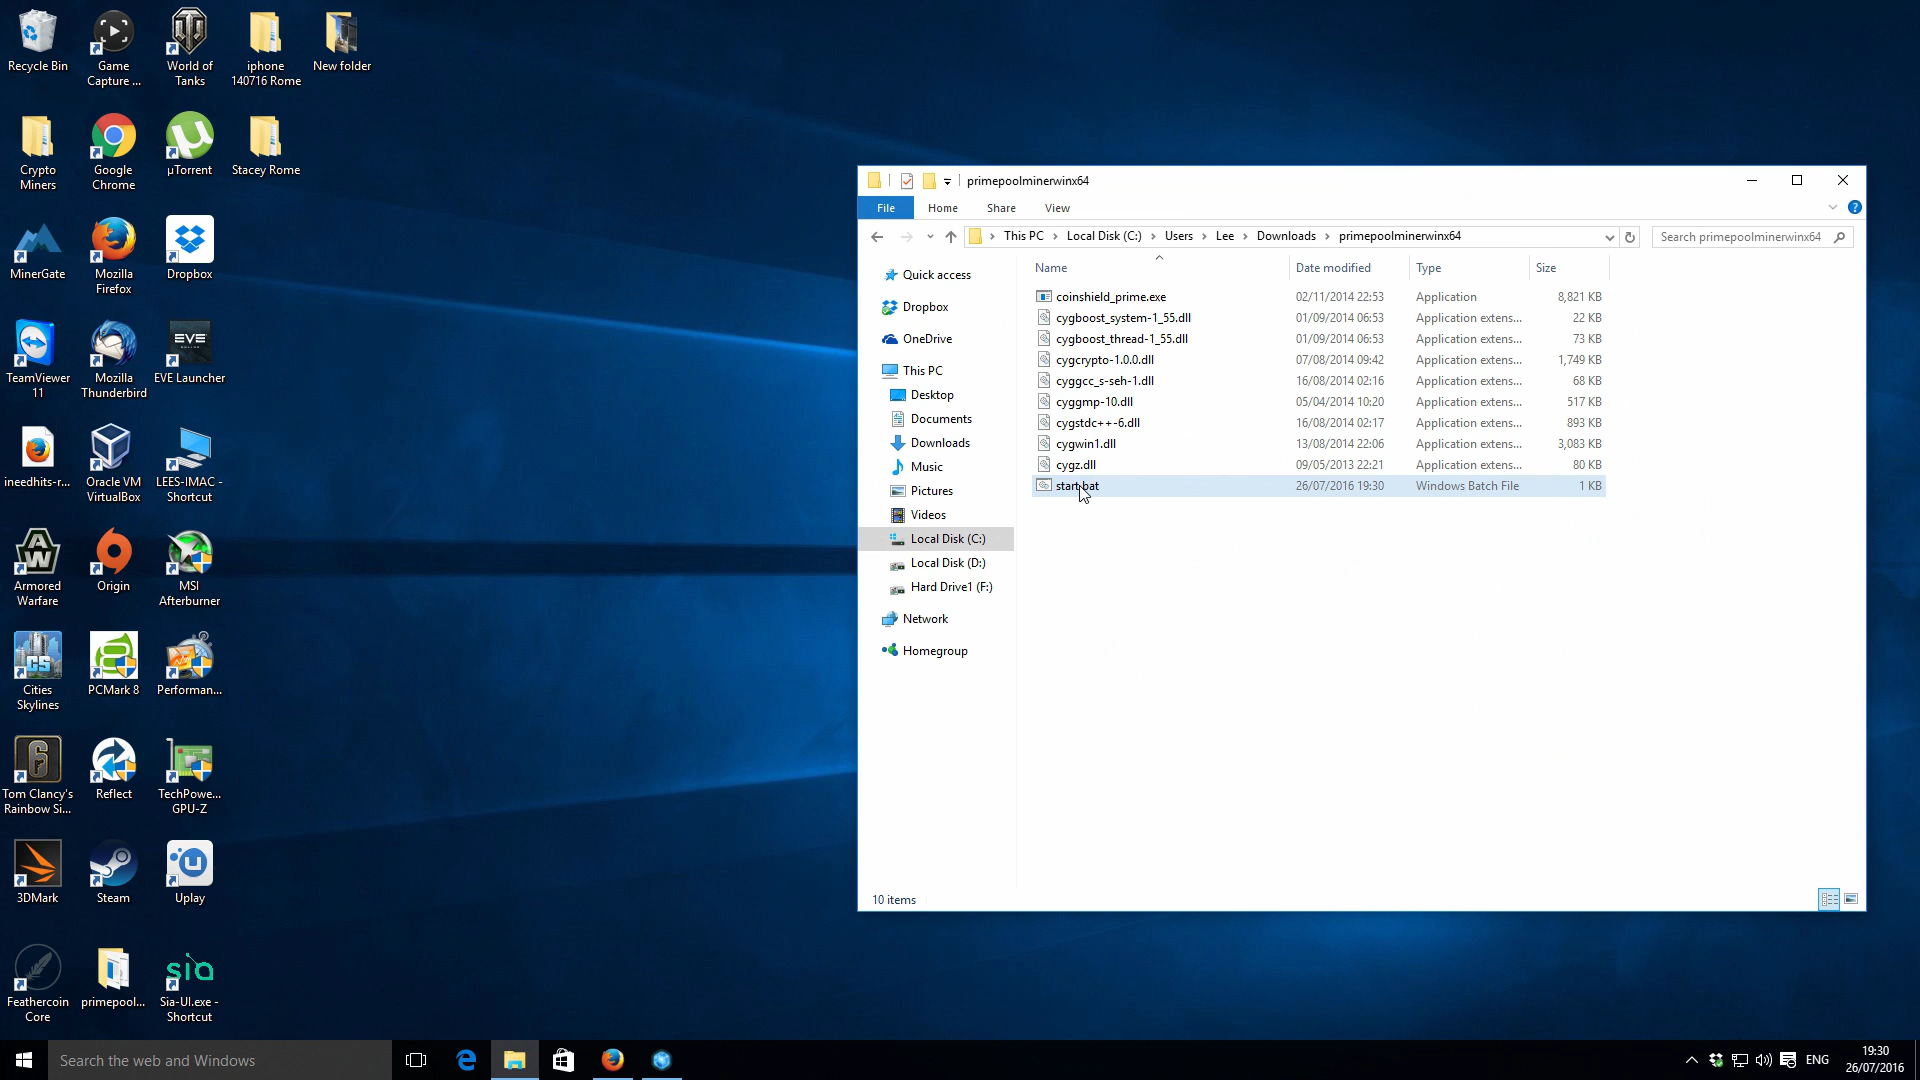 Recycle Bin
Game
Capture ...
World of
Tanks
iphone
140716 Rome
New folder
Crypto
Miners
Google
Chrome
µTorrent
Stacey Rome
MinerGate
Mozilla
Firefox
Dropbox
TeamViewer
11
Mozilla
Thunderbird
EVE
EVE Launcher
ineedhits-r...
Oracle VM
VirtualBox
LEES-IMAC -
Shortcut
AW
Armored
Warfare
Origin
MSI
Afterburner
CS
Cities
Skylines
PCMark 8
Performan...
6
Tom Clancy's
Rainbow Si...
Reflect
TechPowe...
GPU-Z
3DMark
Steam
Uplay
Feathercoin
Core
primepool...
sia
Sia-UI.exe -
Shortcut
primepoolminerwinx64
File
Home
Share
View
This PC
Local Disk (C:)
Users
Lee
Downloads
primepoolminerwinx64
Search primepoolminerwinx64
Quick access
Dropbox
OneDrive
This PC
Desktop
Documents
Downloads
Music
Pictures
Videos
Local Disk (C:)
Local Disk (D:)
Hard Drive1 (F:)
Network
Homegroup
Name Date modified Type Size
coinshield_prime.exe 02/11/2014 22:53 Application 8,821 KB
cygboost_system-1_55.dll 01/09/2014 06:53 Application extens... 22 KB
cygboost_thread-1_55.dll 01/09/2014 06:53 Application extens... 73 KB
cygcrypto-1.0.0.dll 07/08/2014 09:42 Application extens... 1,749 KB
cyggcc_s-seh-1.dll 16/08/2014 02:16 Application extens... 68 KB
cyggmp-10.dll 05/04/2014 10:20 Application extens... 517 KB
cygstdc++-6.dll 16/08/2014 02:17 Application extens... 893 KB
cygwin1.dll 13/08/2014 22:06 Application extens... 3,083 KB
cygz.dll 09/05/2013 22:21 Application extens... 80 KB
start.bat 26/07/2016 19:30 Windows Batch File 1 KB
10 items
Search the web and Windows
ENG
19:30
26/07/2016